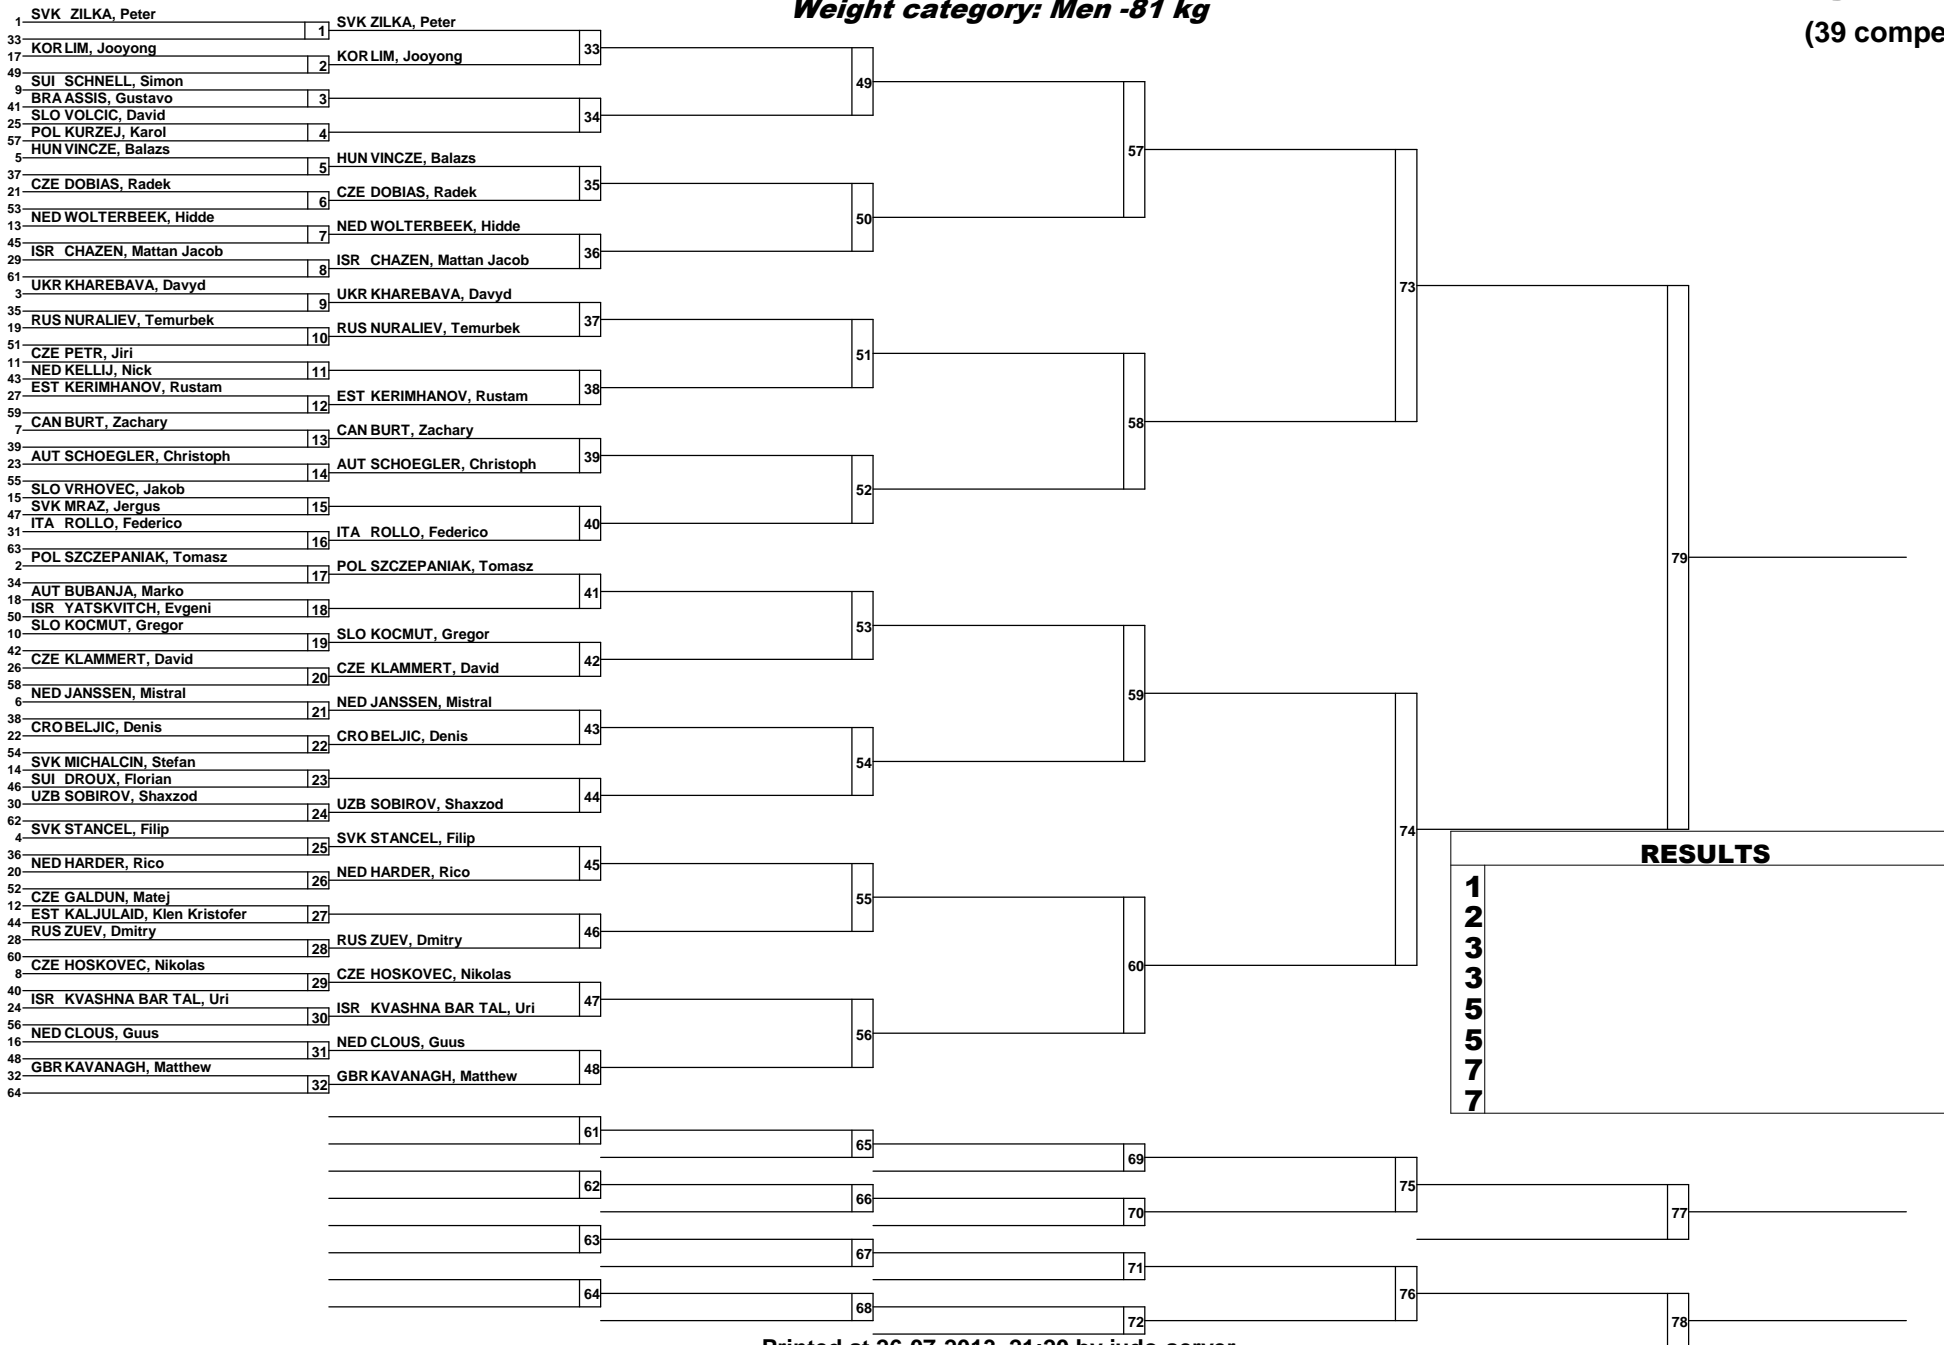 Weight category: Men -81 kg
(39 compe
1 SVK ZILKA, Peter
33
17 KOR LIM, Jooyong
49
9 SUI SCHNELL, Simon
41 BRA ASSIS, Gustavo
25 SLO VOLCIC, David
57 POL KURZEJ, Karol
5 HUN VINCZE, Balazs
37
21 CZE DOBIAS, Radek
53
13 NED WOLTERBEEK, Hidde
45
29 ISR CHAZEN, Mattan Jacob
61
3 UKR KHAREBAVA, Davyd
35
19 RUS NURALIEV, Temurbek
51
11 CZE PETR, Jiri
43 NED KELLIJ, Nick
27 EST KERIMHANOV, Rustam
59
7 CAN BURT, Zachary
39
23 AUT SCHOEGLER, Christoph
55
15 SLO VRHOVEC, Jakob
47 SVK MRAZ, Jergus
31 ITA ROLLO, Federico
63
2 POL SZCZEPANIAK, Tomasz
34
18 AUT BUBANJA, Marko
50 ISR YATSKVITCH, Evgeni
10 SLO KOCMUT, Gregor
42
26 CZE KLAMMERT, David
58
6 NED JANSSEN, Mistral
38
22 CRO BELJIC, Denis
54
14 SVK MICHALCIN, Stefan
46 SUI DROUX, Florian
30 UZB SOBIROV, Shaxzod
62
4 SVK STANCEL, Filip
36
20 NED HARDER, Rico
52
12 CZE GALDUN, Matej
44 EST KALJULAID, Klen Kristofer
28 RUS ZUEV, Dmitry
60
8 CZE HOSKOVEC, Nikolas
40
24 ISR KVASHNA BAR TAL, Uri
56
16 NED CLOUS, Guus
48
32 GBR KAVANAGH, Matthew
64
1 SVK ZILKA, Peter
2 KOR LIM, Jooyong
3
4
5 HUN VINCZE, Balazs
6 CZE DOBIAS, Radek
7 NED WOLTERBEEK, Hidde
8 ISR CHAZEN, Mattan Jacob
9 UKR KHAREBAVA, Davyd
10 RUS NURALIEV, Temurbek
11
12 EST KERIMHANOV, Rustam
13 CAN BURT, Zachary
14 AUT SCHOEGLER, Christoph
15
16 ITA ROLLO, Federico
17 POL SZCZEPANIAK, Tomasz
18
19 SLO KOCMUT, Gregor
20 CZE KLAMMERT, David
21 NED JANSSEN, Mistral
22 CRO BELJIC, Denis
23
24 UZB SOBIROV, Shaxzod
25 SVK STANCEL, Filip
26 NED HARDER, Rico
27
28 RUS ZUEV, Dmitry
29 CZE HOSKOVEC, Nikolas
30 ISR KVASHNA BAR TAL, Uri
31 NED CLOUS, Guus
32 GBR KAVANAGH, Matthew
33
34
35
36
37
38
39
40
41
42
43
44
45
46
47
48
49
50
51
52
53
54
55
56
57
58
59
60
73
74
79
RESULTS
1
2
3
3
5
5
7
7
61
62
63
64
65
66
67
68
69
70
71
72
75
76
77
78